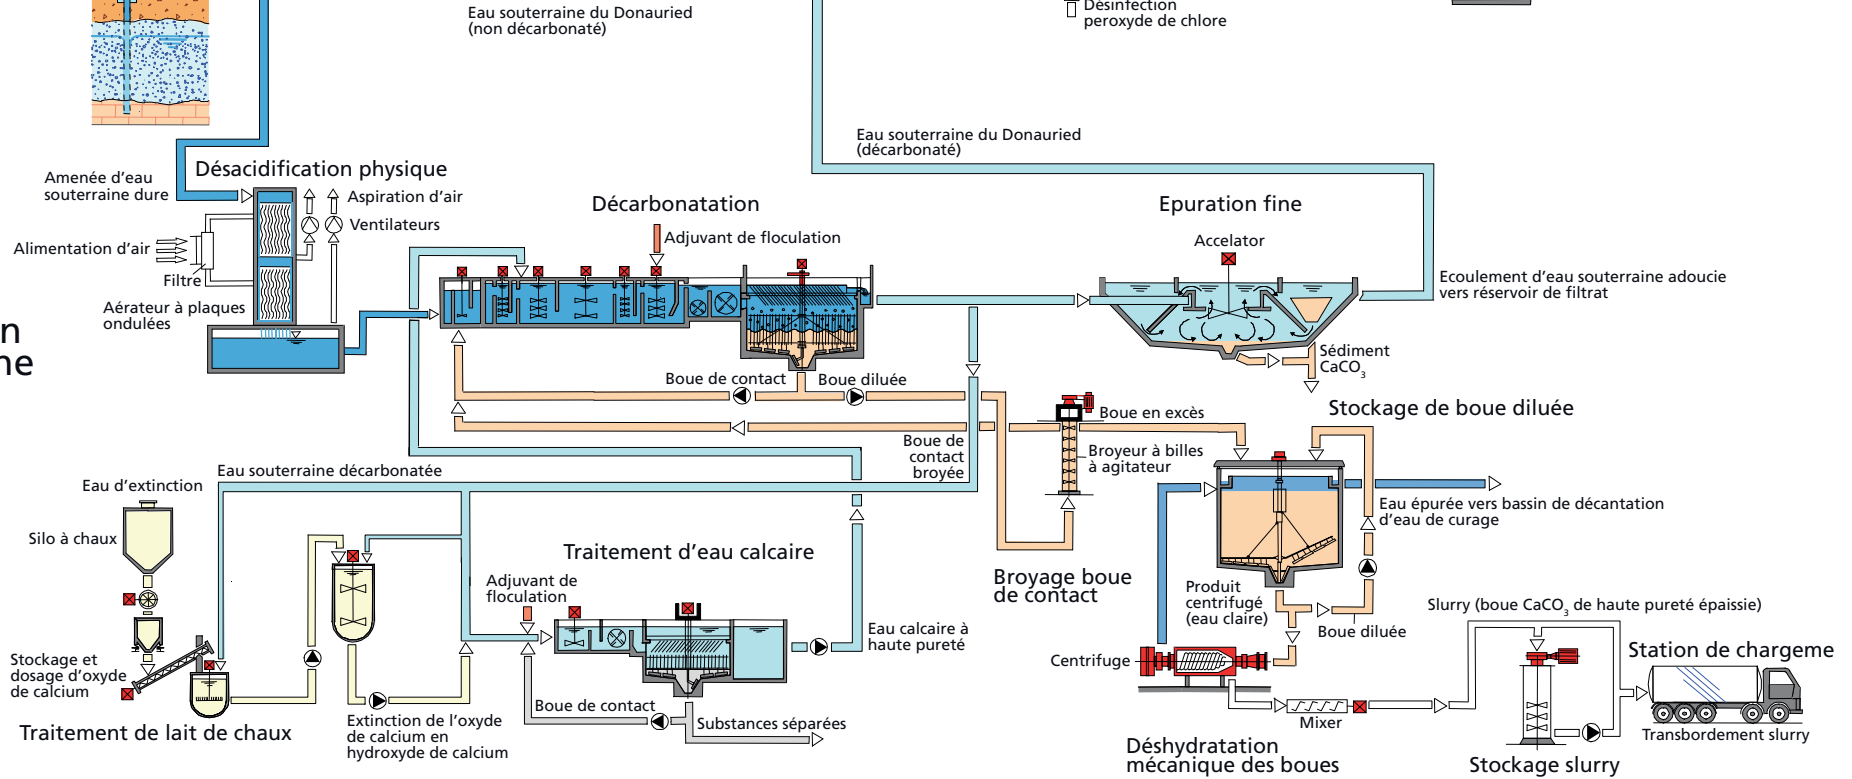 Eau souterraine du Donauried
(non décarbonaté)
Désinfection
peroxyde de chlore
Eau souterraine du Donauried
(décarbonaté)
Désacidification physique
Amenée d'eau
souterraine dure
Aspiration d'air
Ventilateurs
Alimentation d'air
Filtre
Aérateur à plaques
ondulées
n
ne
Décarbonatation
Adjuvant de floculation
Epuration fine
Accelator
Ecoulement d'eau souterraine adoucie
vers réservoir de filtrat
Sédiment
CaCO3
Boue de contact
Boue diluée
Stockage de boue diluée
Boue en excès
Boue de
contact
broyée
Broyeur à billes
à agitateur
Eau souterraine décarbonatée
Eau d'extinction
Silo à chaux
Eau épurée vers bassin de décantation
d'eau de curage
Traitement d'eau calcaire
Adjuvant de
floculation
Broyage boue
de contact
Produit
centrifugé
(eau claire)
Slurry (boue CaCO3 de haute pureté épaissie)
Boue diluée
Eau calcaire à
haute pureté
Centrifuge
Station de chargeme
Stockage et
dosage d'oxyde
de calcium
Boue de contact
Substances séparées
Mixer
Traitement de lait de chaux
Extinction de l'oxyde
de calcium en
hydroxyde de calcium
Transbordement slurry
Déshydratation
mécanique des boues
Stockage slurry